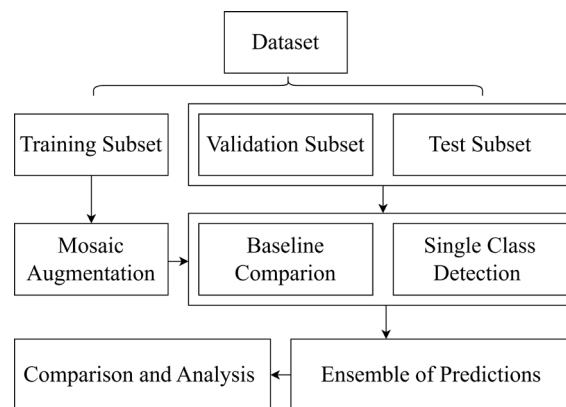 Dataset
Training Subset
Validation Subset
Test Subset
Mosaic
Augmentation
Baseline
Comparion
Single Class
Detection
Comparison and Analysis
Ensemble of Predictions